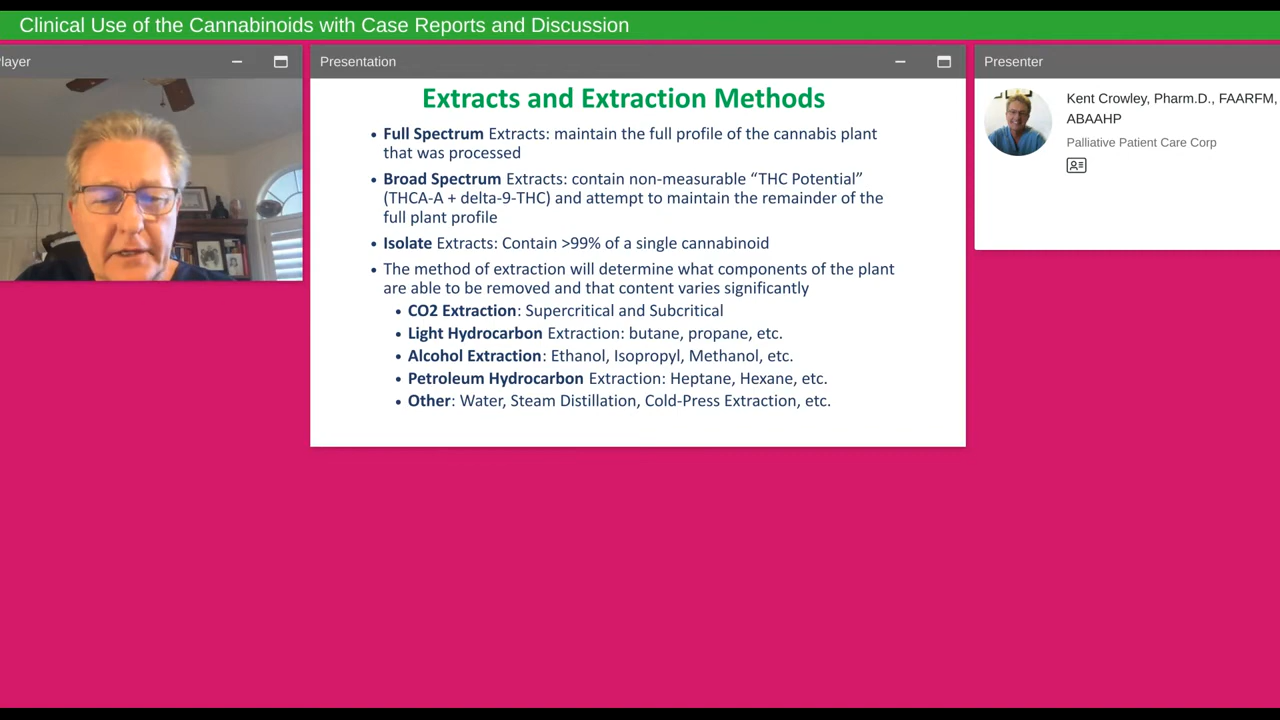 Clinical Use of the Cannabinoids with Case Reports and Discussion
layer
Presentation
Extracts and Extraction Methods
• Full Spectrum Extracts: maintain the full profile of the cannabis plant
that was processed
• Broad Spectrum Extracts: contain non-measurable “THC Potential”
(THCA-A + delta-9-THC) and attempt to maintain the remainder of the
full plant profile
• Isolate Extracts: Contain >99% of a single cannabinoid
• The method of extraction will determine what components of the plant
are able to be removed and that content varies significantly
• CO2 Extraction: Supercritical and Subcritical
• Light Hydrocarbon Extraction: butane, propane, etc.
• Alcohol Extraction: Ethanol, Isopropyl, Methanol, etc.
• Petroleum Hydrocarbon Extraction: Heptane, Hexane, etc.
• Other: Water, Steam Distillation, Cold-Press Extraction, etc.
Presenter
Kent Crowley, Pharm.D., FAARFM,
ABAAHP
Palliative Patient Care Corp